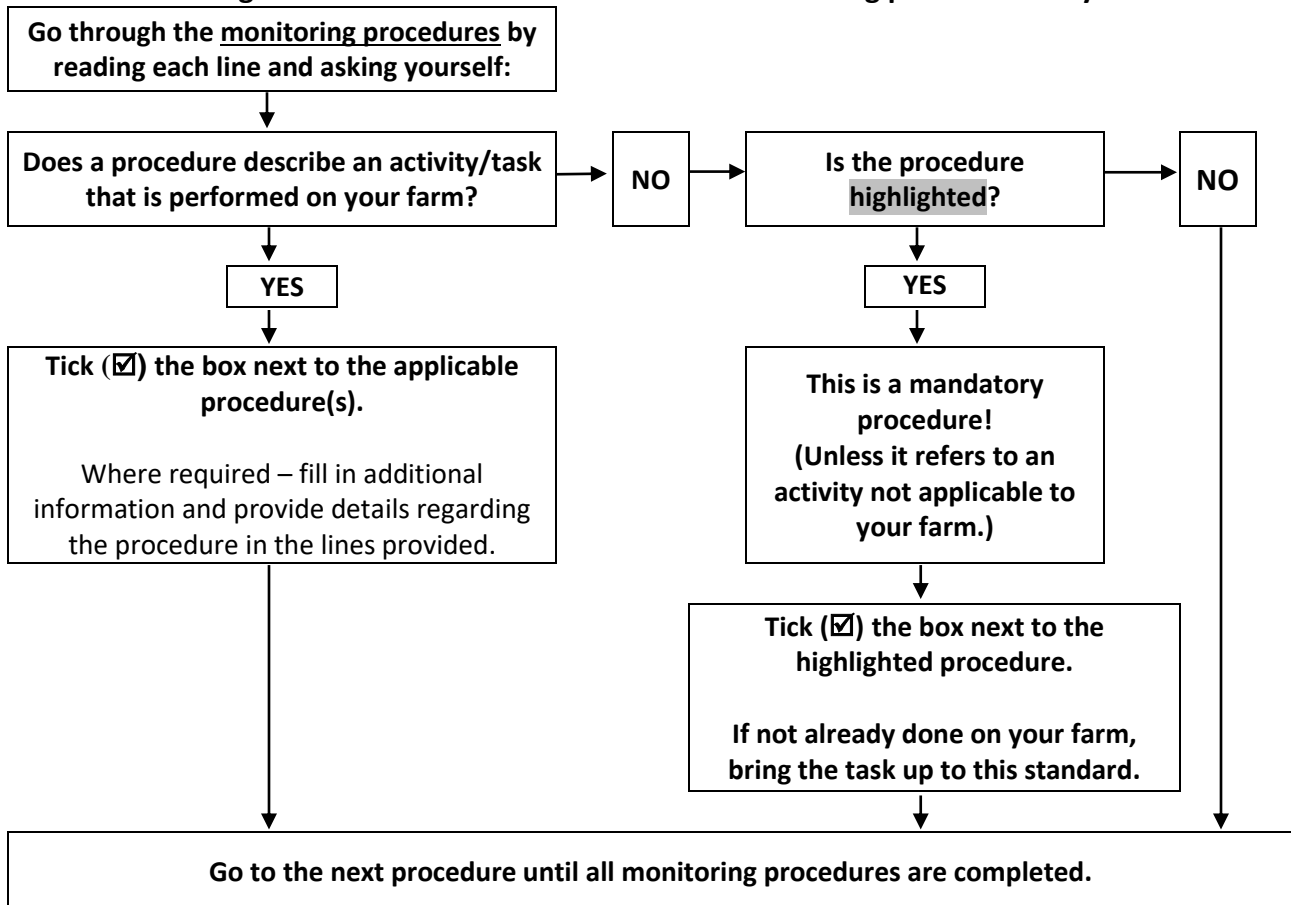 Go through the monitoring procedures by
reading each line and asking yourself:
Does a procedure describe an activity/task
that is performed on your farm?
NO
Is the procedure
highlighted?
NO
YES
YES
Tick (☑) the box next to the applicable
procedure(s).
Where required – fill in additional
information and provide details regarding
the procedure in the lines provided.
This is a mandatory
procedure!
(Unless it refers to an
activity not applicable to
your farm.)
Tick (☑) the box next to the
highlighted procedure.
If not already done on your farm,
bring the task up to this standard.
Go to the next procedure until all monitoring procedures are completed.